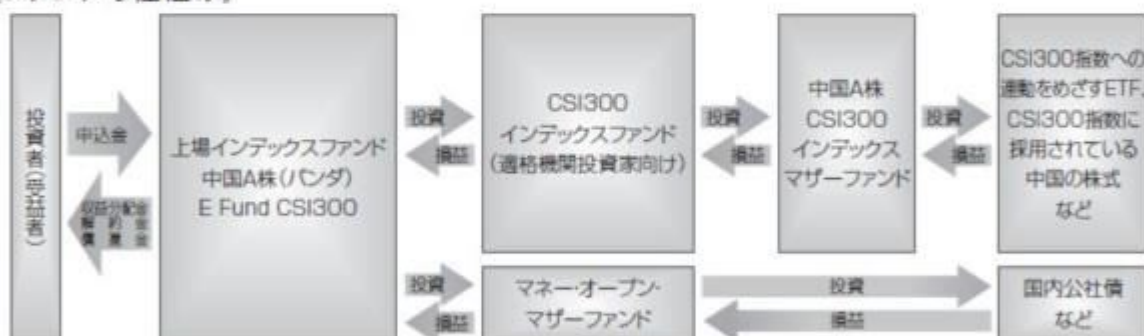 投資者(受益者)
申込金
収益分配金
解約金
償還金
上場インデックスファンド
中国A株(パンダ)
E Fund CSI300
投資
損益
CSI300
インデックスファンド
(適格機関投資家向け)
投資
損益
中国A株
CSI300
インデックス
マザーファンド
投資
損益
CSI300指数への
連動をめざすETF、
CSI300指数に
採用されている
中国の株式
など
投資
損益
マネー・オープン・
マザーファンド
投資
損益
国内公社債
など